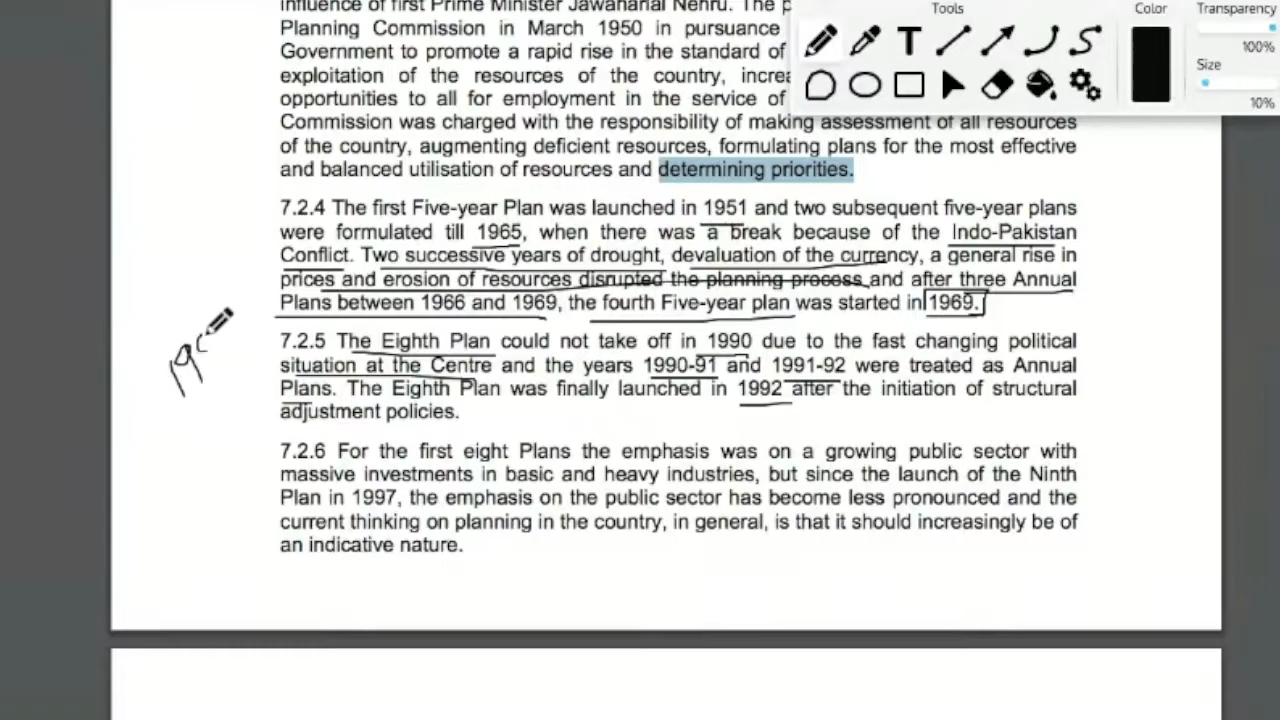 influence of first Prime Minister Jawaharlal Nehru. The
Planning Commission in March 1950 in pursuance
Government to promote a rapid rise in the standard of
exploitation of the resources of the country,
opportunities to all for employment in the service of
Commission was charged with the responsibility of making assessment of all resources
of the country, augmenting deficient resources, formulating plans for the most effective
and balanced utilisation of resources and determining priorities.
7.2.4 The first Five-year Plan was launched in 1951 and two subsequent five-year plans
were formulated till 1965, when there was a break because of the Indo-Pakistan
Conflict. Two successive years of drought, devaluation of the currency, a general rise in
prices and erosion of resources disrupted the planning process and after three Annual
Plans between 1966 and 1969, the fourth Five-year plan was started in 1969.
7.2.5 The Eighth Plan could not take off in 1990 due to the fast changing political
situation at the Centre and the years 1990-91 and 1991-92 were treated as Annual
Plans. The Eighth Plan was finally launched in 1992 after the initiation of structural
adjustment policies.
7.2.6 For the first eight Plans the emphasis was on a growing public sector with
massive investments in basic and heavy industries, but since the launch of the Ninth
Plan in 1997, the emphasis on the public sector has become less pronounced and the
current thinking on planning in the country, in general, is that it should increasingly be of
an indicative nature.
Tools
Color
Transparency
100%
Size
10%